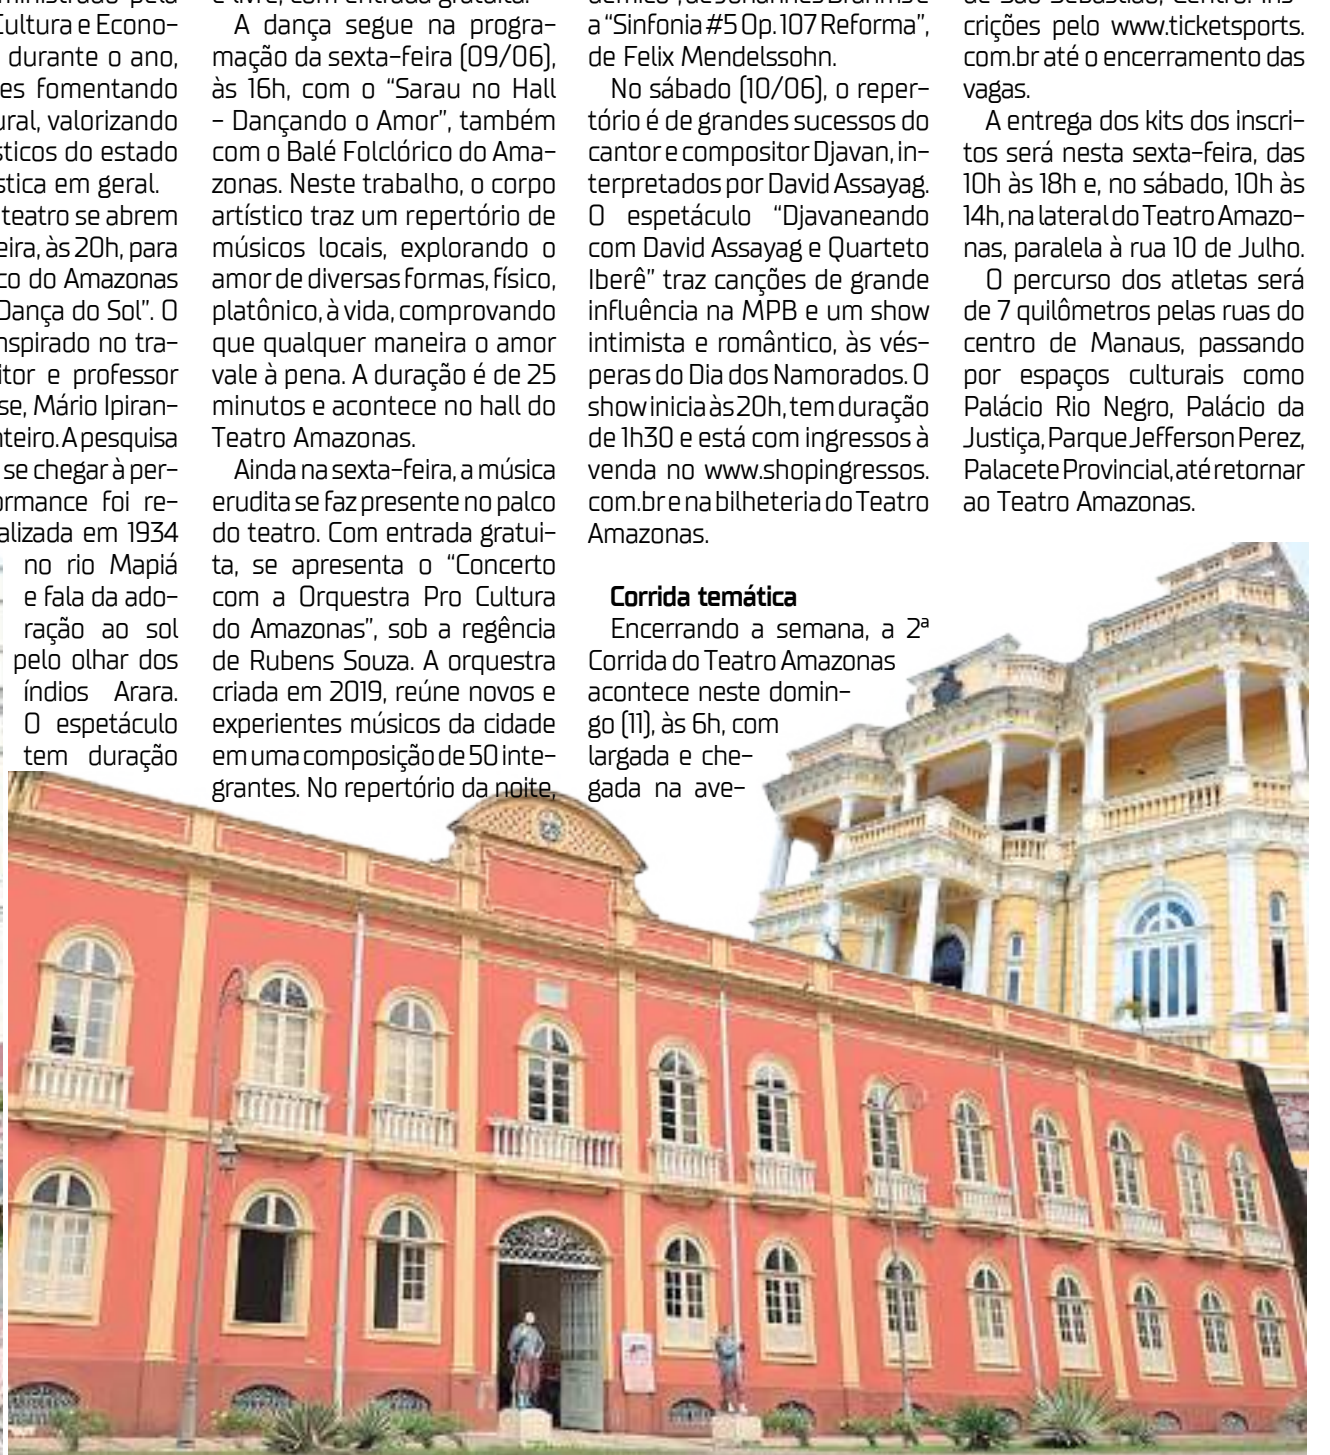 ministrado pela
Cultura e Econo-
durante o ano,
es fomentando
ural, valorizando
sticos do estado
stica em geral.
teatro se abrem
eira, às 20h, para
co do Amazonas
Dança do Sol”. O
nspirado no tra-
itor e professor
se, Mário Ipiran-
nteiro. A pesquisa
se chegar à per-
ormance foi re-
alizada em 1934
no rio Mapiá
e fala da ado-
ração ao sol
pelo olhar dos
índios Arara.
O espetáculo
tem duração
e livre, com entrada gratuita.
A dança segue na progra-
mação da sexta-feira (09/06),
às 16h, com o “Sarau no Hall
- Dançando o Amor”, também
com o Balé Folclórico do Ama-
zonas. Neste trabalho, o corpo
artístico traz um repertório de
músicos locais, explorando o
amor de diversas formas, físico,
platônico, à vida, comprovando
que qualquer maneira o amor
vale à pena. A duração é de 25
minutos e acontece no hall do
Teatro Amazonas.
Ainda na sexta-feira, a música
erudita se faz presente no palco
do teatro. Com entrada gratui-
ta, se apresenta o “Concerto
com a Orquestra Pro Cultura
do Amazonas”, sob a regência
de Rubens Souza. A orquestra
criada em 2019, reúne novos e
experientes músicos da cidade
em uma composição de 50 inte-
grantes. No repertório da noite,
dêmico”, de Johannes Brahms e
a “Sinfonia #5 Op. 107 Reforma”,
de Felix Mendelssohn.
No sábado (10/06), o reper-
tório é de grandes sucessos do
cantor e compositor Djavan, in-
terpretados por David Assayag.
O espetáculo “Djavaneando
com David Assayag e Quarteto
Iberê” traz canções de grande
influência na MPB e um show
intimista e romântico, às vés-
peras do Dia dos Namorados. O
show inicia às 20h, tem duração
de 1h30 e está com ingressos à
venda no www.shopingressos.
com.br e na bilheteria do Teatro
Amazonas.
Corrida temática
Encerrando a semana, a 2ª
Corrida do Teatro Amazonas
acontece neste domin-
go (11), às 6h, com
largada e che-
gada na ave-
de São Sebastião, Centro. Ins-
crições pelo www.ticketsports.
com.br até o encerramento das
vagas.
A entrega dos kits dos inscri-
tos será nesta sexta-feira, das
10h às 18h e, no sábado, 10h às
14h, na lateral do Teatro Amazo-
nas, paralela à rua 10 de Julho.
O percurso dos atletas será
de 7 quilômetros pelas ruas do
centro de Manaus, passando
por espaços culturais como
Palácio Rio Negro, Palácio da
Justiça, Parque Jefferson Perez,
Palacete Provincial, até retornar
ao Teatro Amazonas.